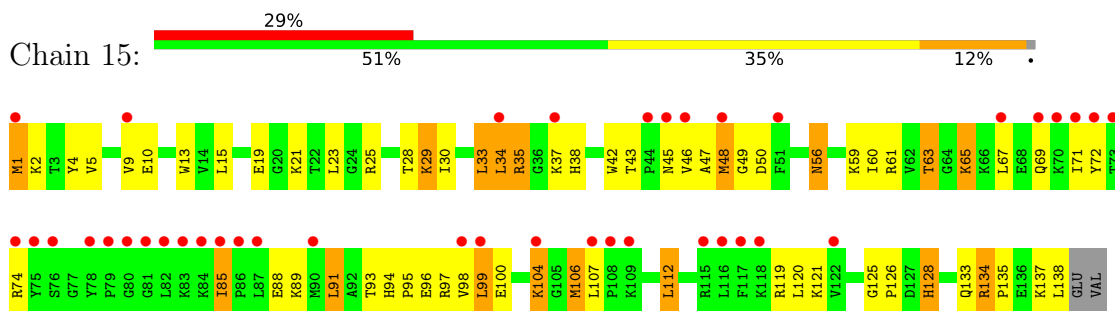 29%
Chain 15:
51% 35% 12% •
M1 K2 T3 Y4 V5 V9 E10 W13 V14 L15 E19 G20 K21 T22 L23 G24 R25 T28 K29 I30 L33 L34 R35 G36 K37 H38 W42 T43 P44 N45 V46 A47 M48 G49 D50 F51 N56 K59 I60 R61 V62 T63 G64 K65 K66 L67 E68 Q69 K70 I71 Y72 T73
R74 Y75 S76 G77 Y78 P79 G80 G81 L82 K83 K84 I85 P86 L87 E88 K89 M90 L91 A92 T93 H94 P95 E96 R97 V98 L99 E100 K104 G105 M106 L107 P108 K109 L112 R115 L116 F117 K118 R119 L120 K121 V122 G125 P126 D127 H128 Q133 R134 P135 E136 K137 L138 GLU VAL